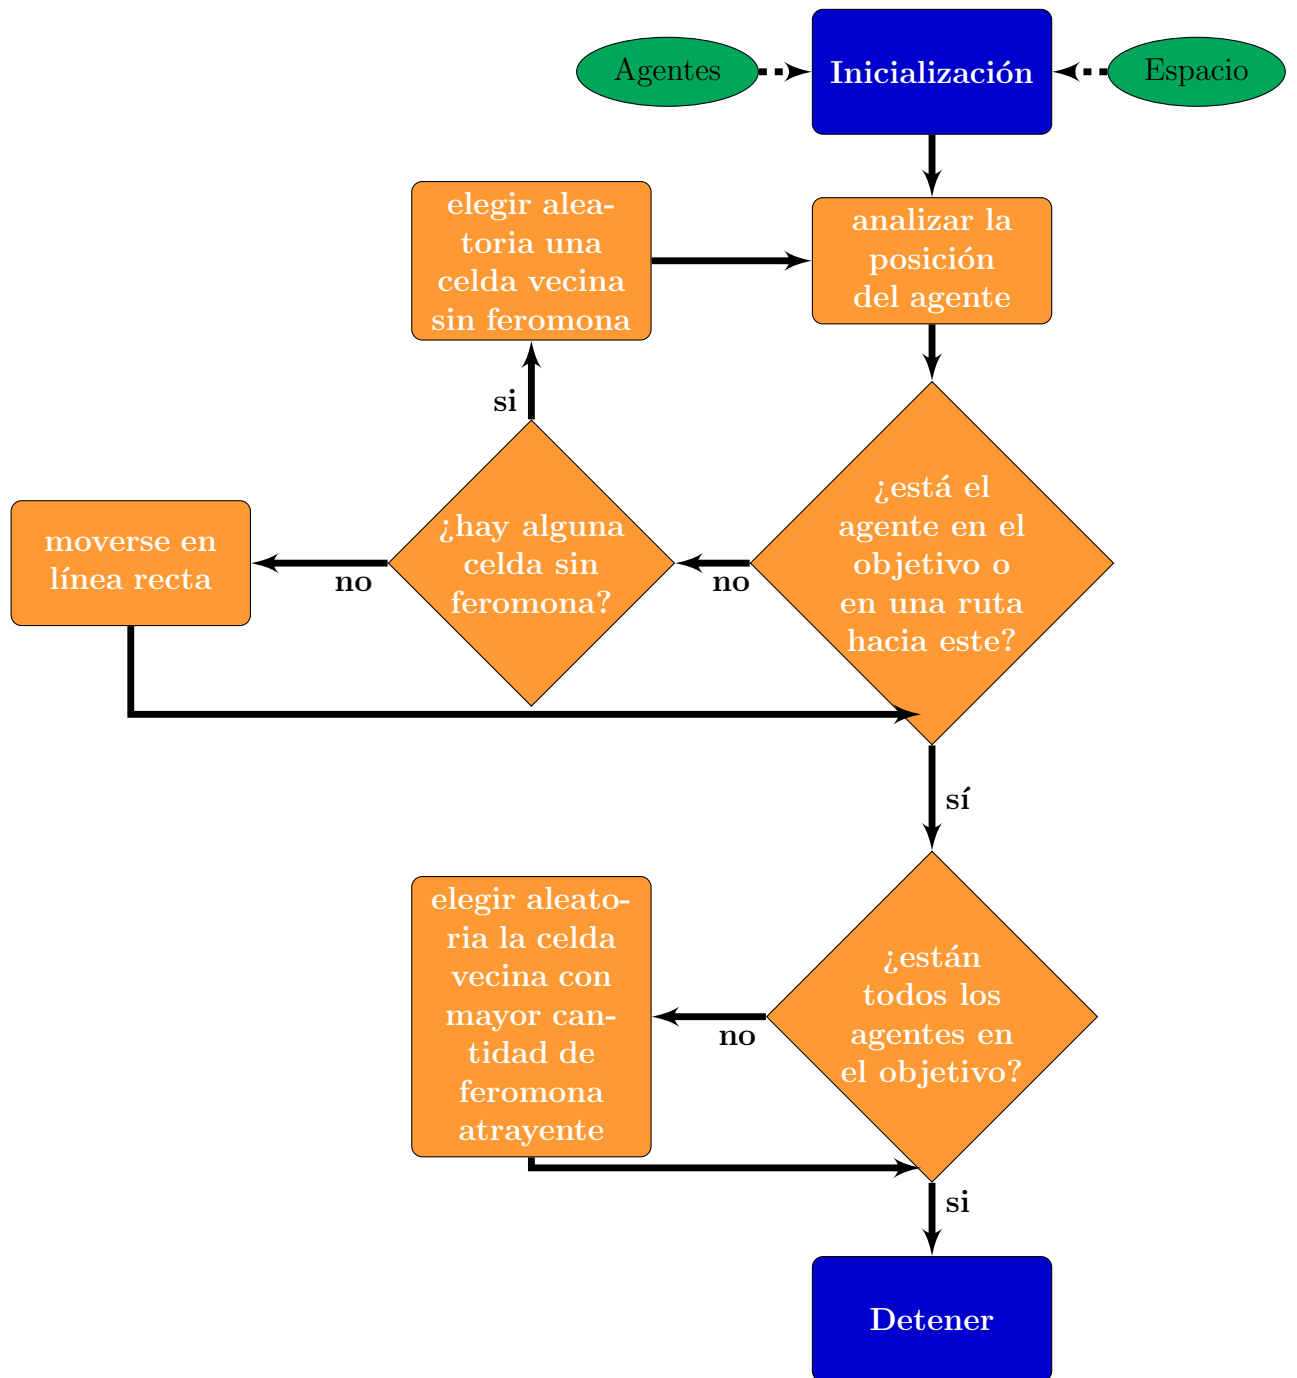 Agentes
Inicialización
Espacio
elegir alea-
toria una
celda vecina
sin feromona
analizar la
posición
del agente
si
¿está el
agente en el
objetivo o
en una ruta
hacia este?
¿hay alguna
celda sin
feromona?
moverse en
línea recta
no
no
sí
elegir aleato-
ria la celda
vecina con
mayor can-
tidad de
feromona
atrayente
¿están
todos los
agentes en
el objetivo?
no
si
Detener